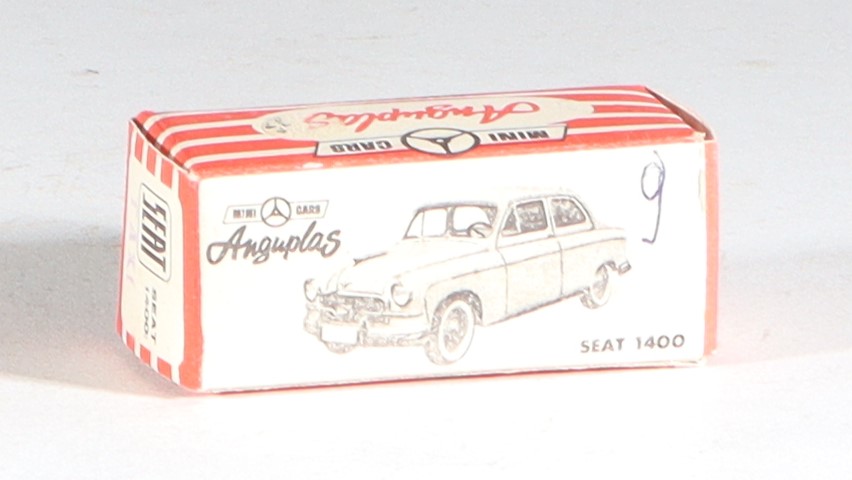 Anguplas
MINI CARS
MINI CARS
Anguplas
9
SEAT 1400
SEAT
SEAT
1400